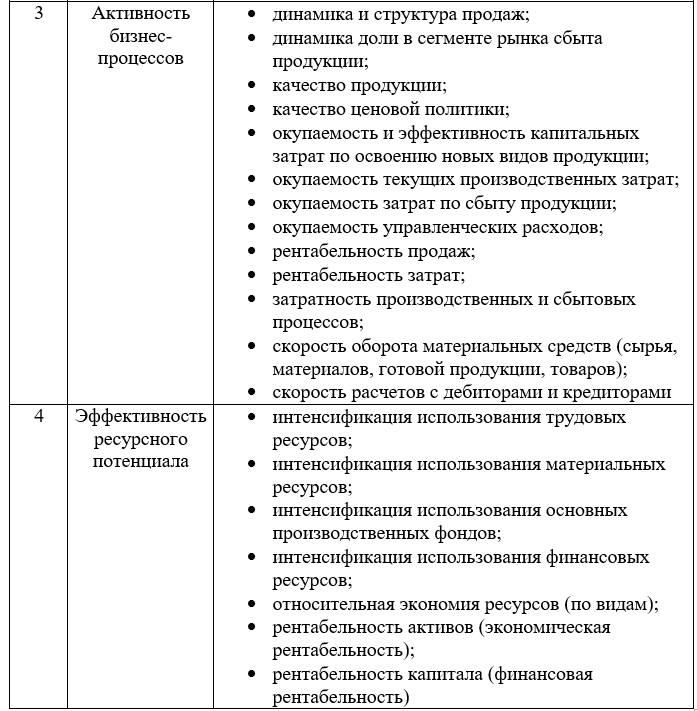 3
Активность
бизнес-
процессов
• динамика и структура продаж;
• динамика доли в сегменте рынка сбыта
продукции;
• качество продукции;
• качество ценовой политики;
• окупаемость и эффективность капитальных
затрат по освоению новых видов продукции;
• окупаемость текущих производственных затрат;
• окупаемость затрат по сбыту продукции;
• окупаемость управленческих расходов;
• рентабельность продаж;
• рентабельность затрат;
• затратность производственных и сбытовых
процессов;
• скорость оборота материальных средств (сырья,
материалов, готовой продукции, товаров);
• скорость расчетов с дебиторами и кредиторами
4
Эффективность
ресурсного
потенциала
• интенсификация использования трудовых
ресурсов;
• интенсификация использования материальных
ресурсов;
• интенсификация использования основных
производственных фондов;
• интенсификация использования финансовых
ресурсов;
• относительная экономия ресурсов (по видам);
• рентабельность активов (экономическая
рентабельность);
• рентабельность капитала (финансовая
рентабельность)